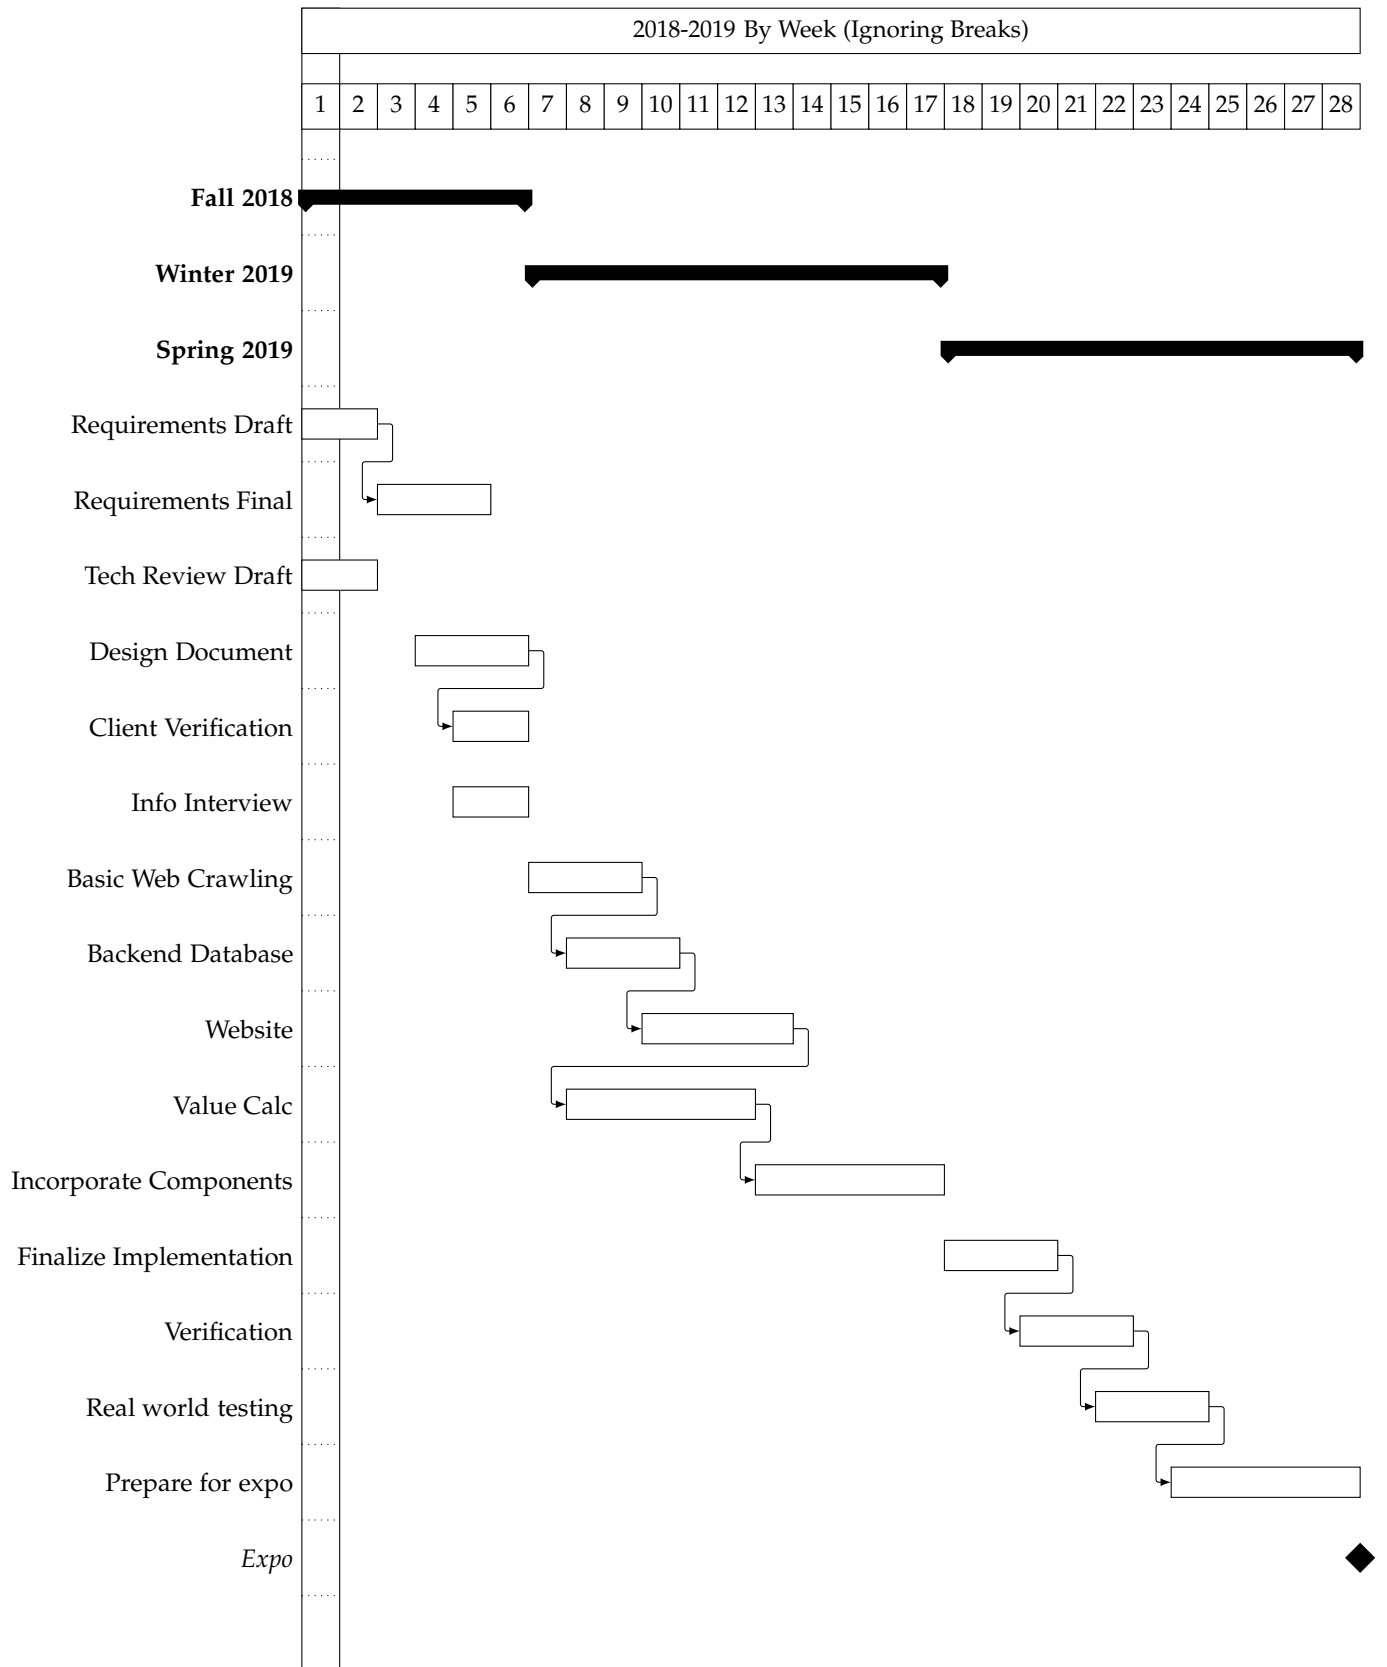 2018-2019 By Week (Ignoring Breaks)
1 2 3 4 5 6 7 8 9 10 11 12 13 14 15 16 17 18 19 20 21 22 23 24 25 26 27 28
Fall 2018
Winter 2019
Spring 2019
Requirements Draft
Requirements Final
Tech Review Draft
Design Document
Client Verification
Info Interview
Basic Web Crawling
Backend Database
Website
Value Calc
Incorporate Components
Finalize Implementation
Verification
Real world testing
Prepare for expo
Expo